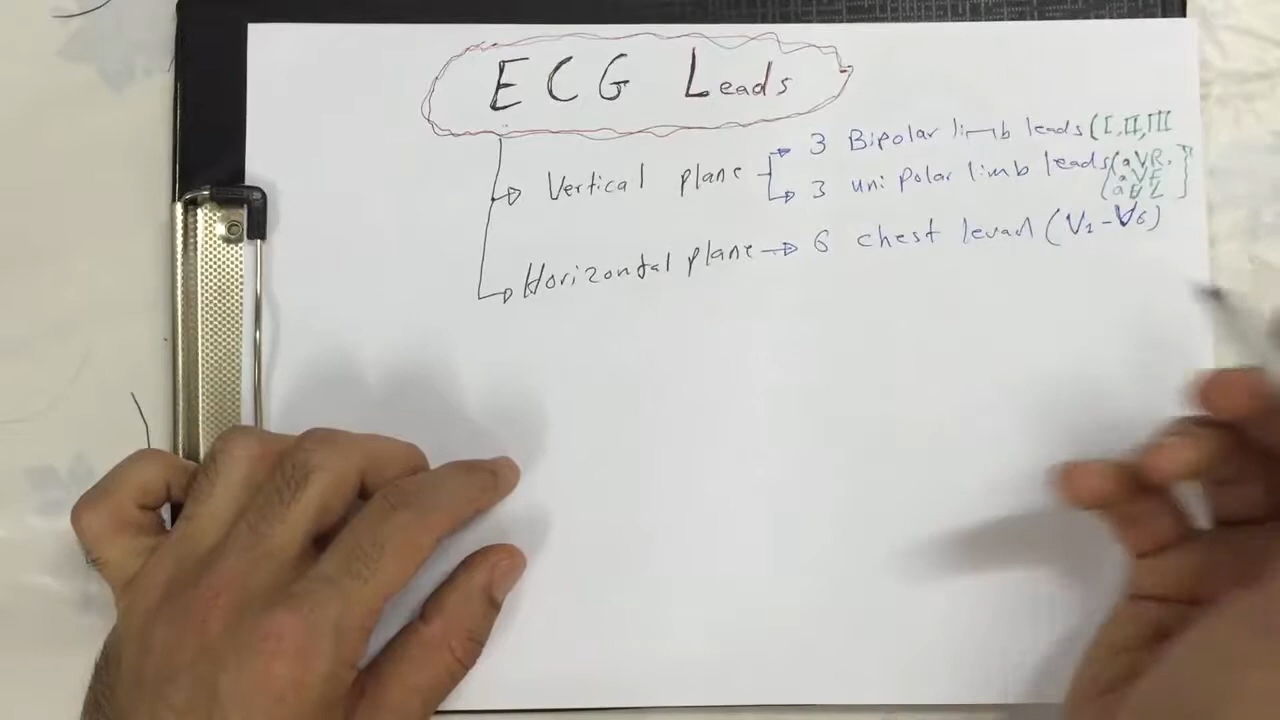 ECG Leads
Vertical plane
3 Bipolar limb leads (I, II, III
3 uni polar limb leads (aVR,
aVF
(aVL
Horizontal plane → 6 chest levad (V1-V6)